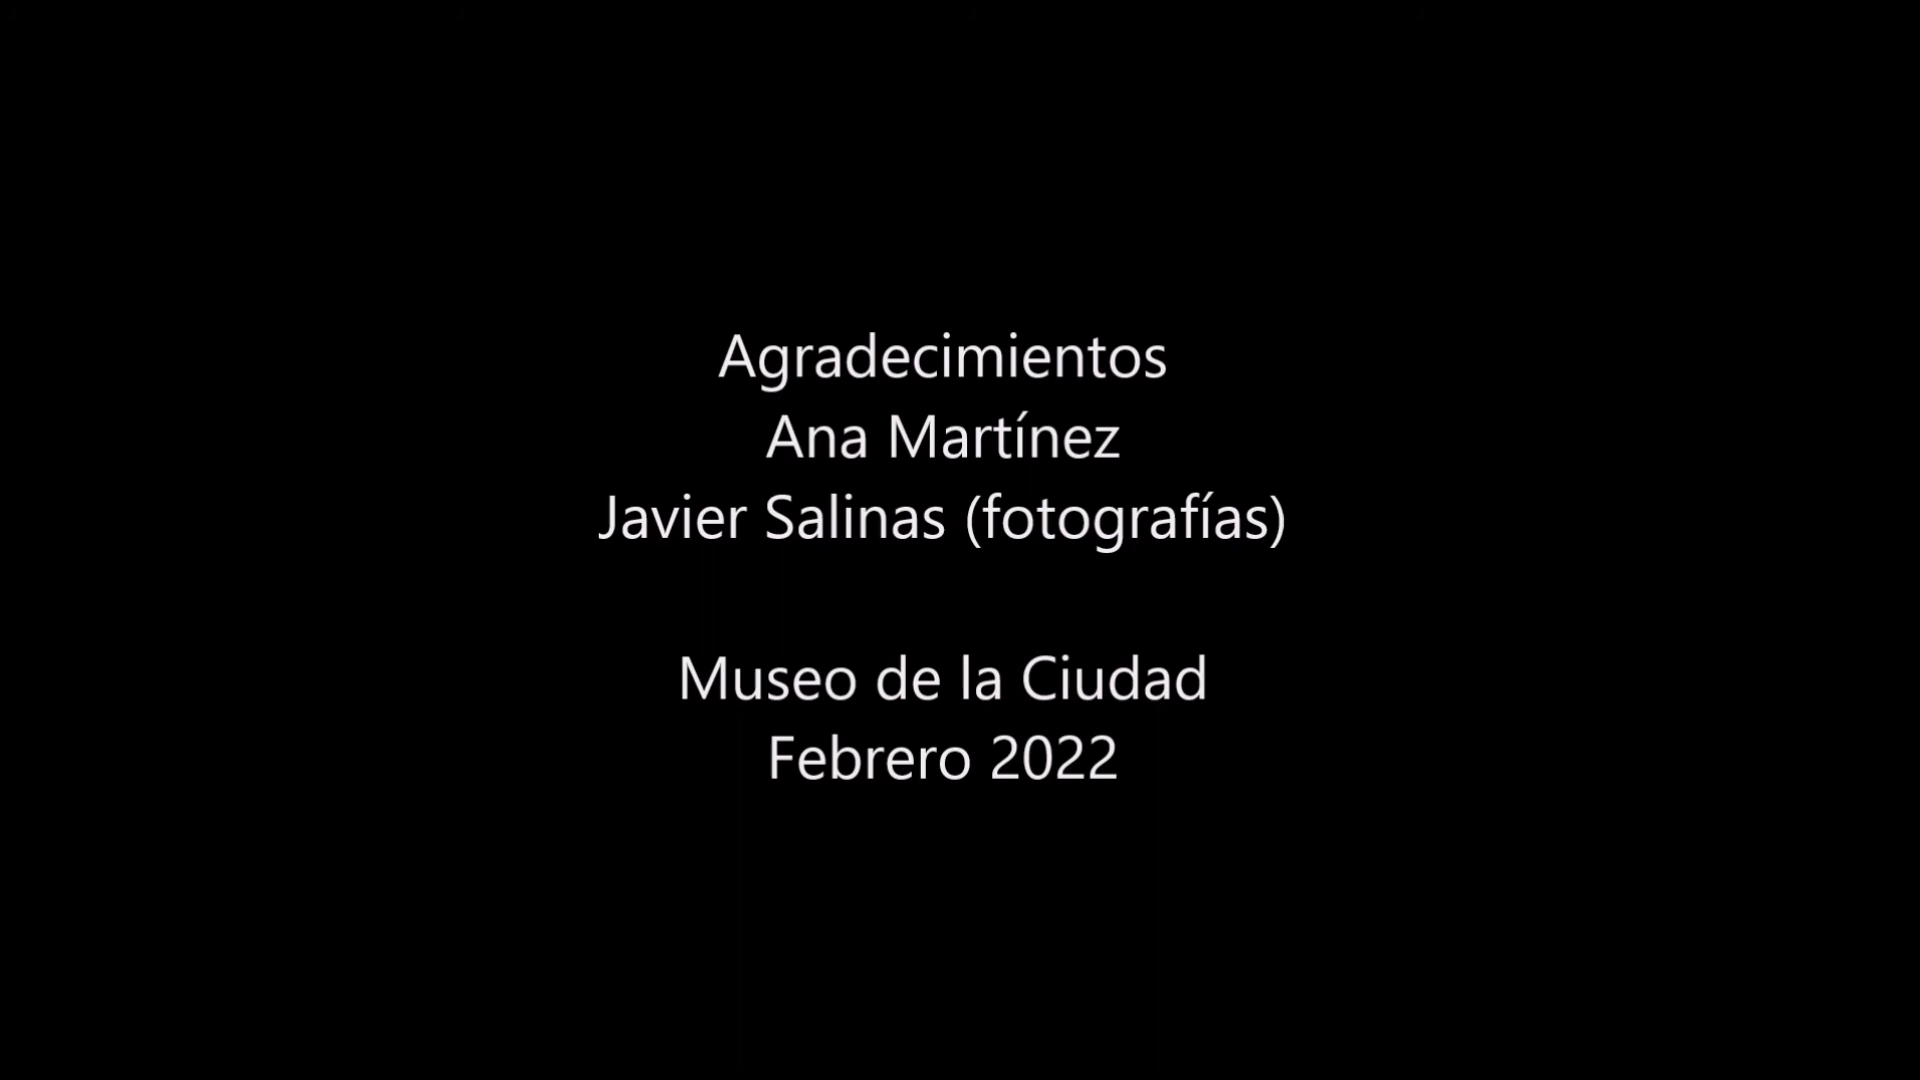 Agradecimientos
Ana Martínez
Javier Salinas (fotografías)
Museo de la Ciudad
Febrero 2022